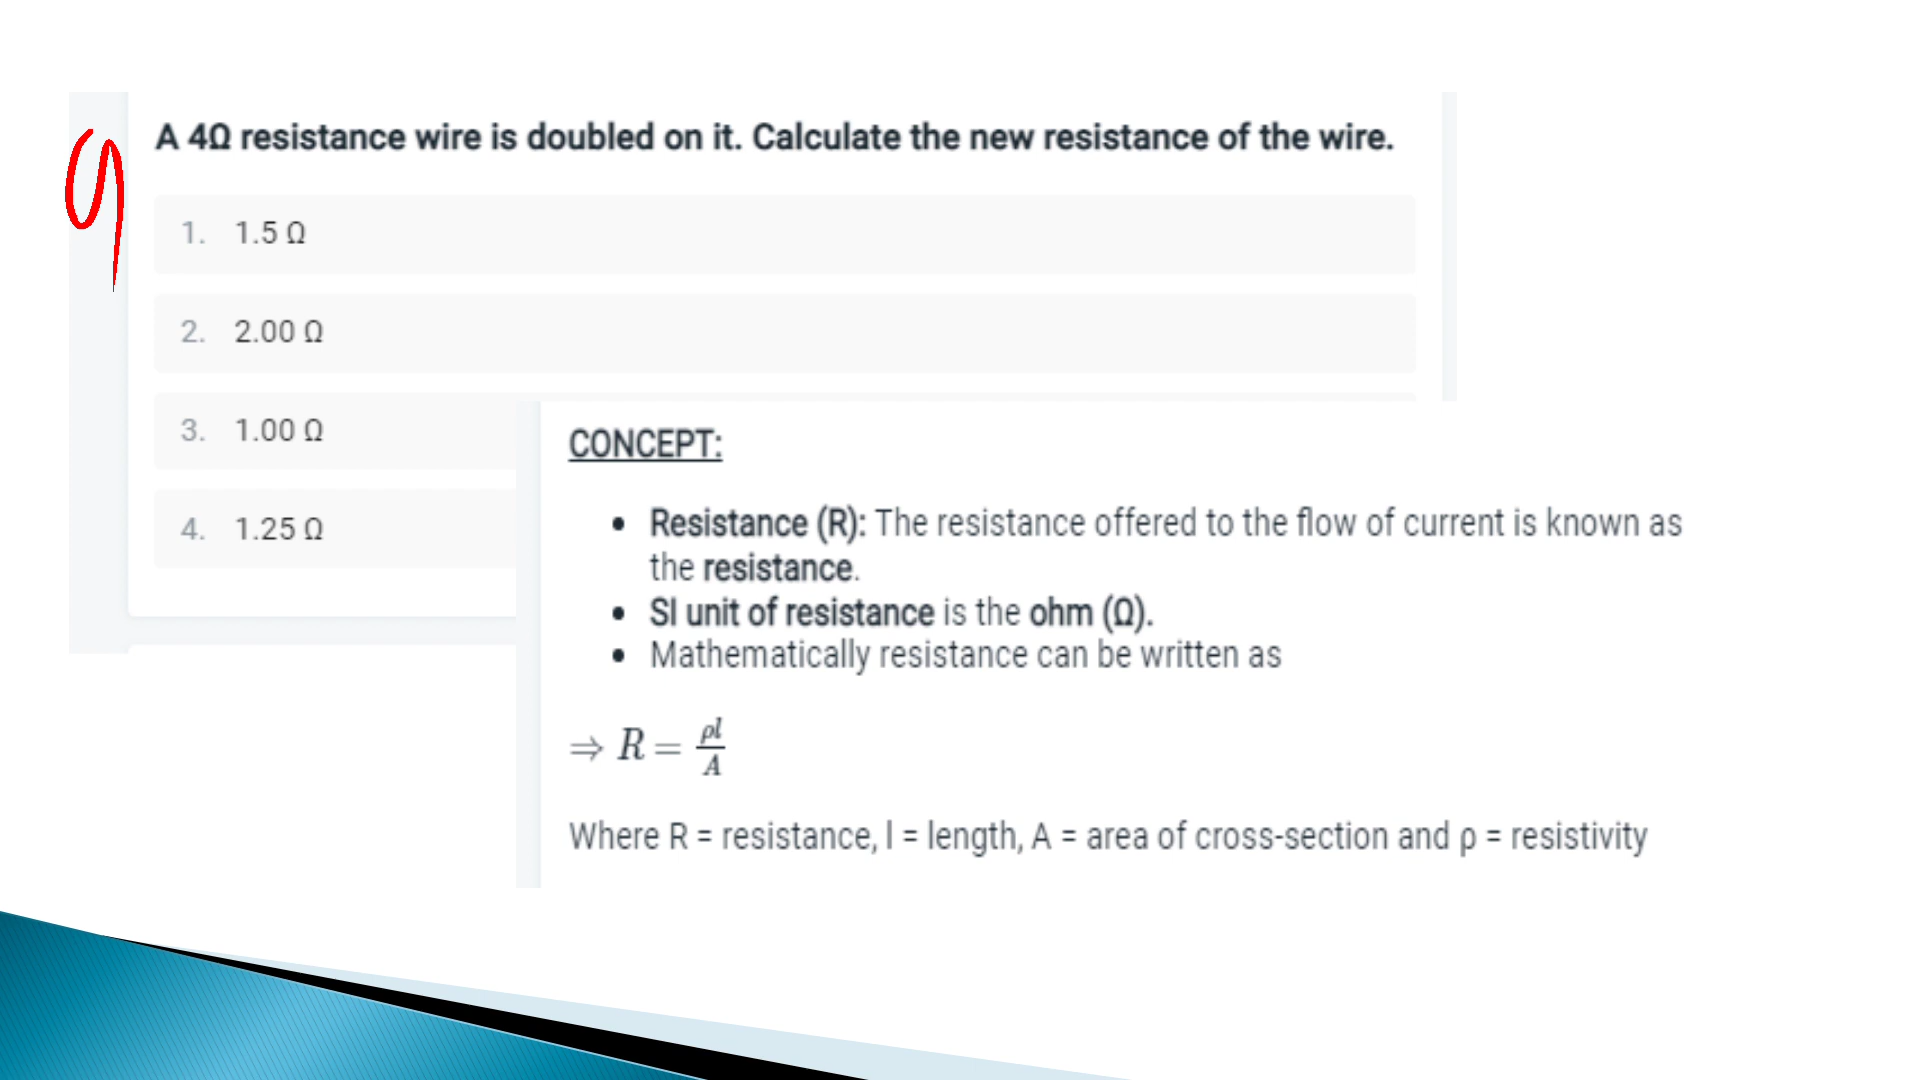 9
A 4Ω resistance wire is doubled on it. Calculate the new resistance of the wire.
1. 1.5 Ω
2. 2.00 Ω
3. 1.00 Ω
4. 1.25 Ω
CONCEPT:
• Resistance (R): The resistance offered to the flow of current is known as
the resistance.
• SI unit of resistance is the ohm (Ω).
• Mathematically resistance can be written as
⇒ R = ρl/A
Where R = resistance, l = length, A = area of cross-section and ρ = resistivity